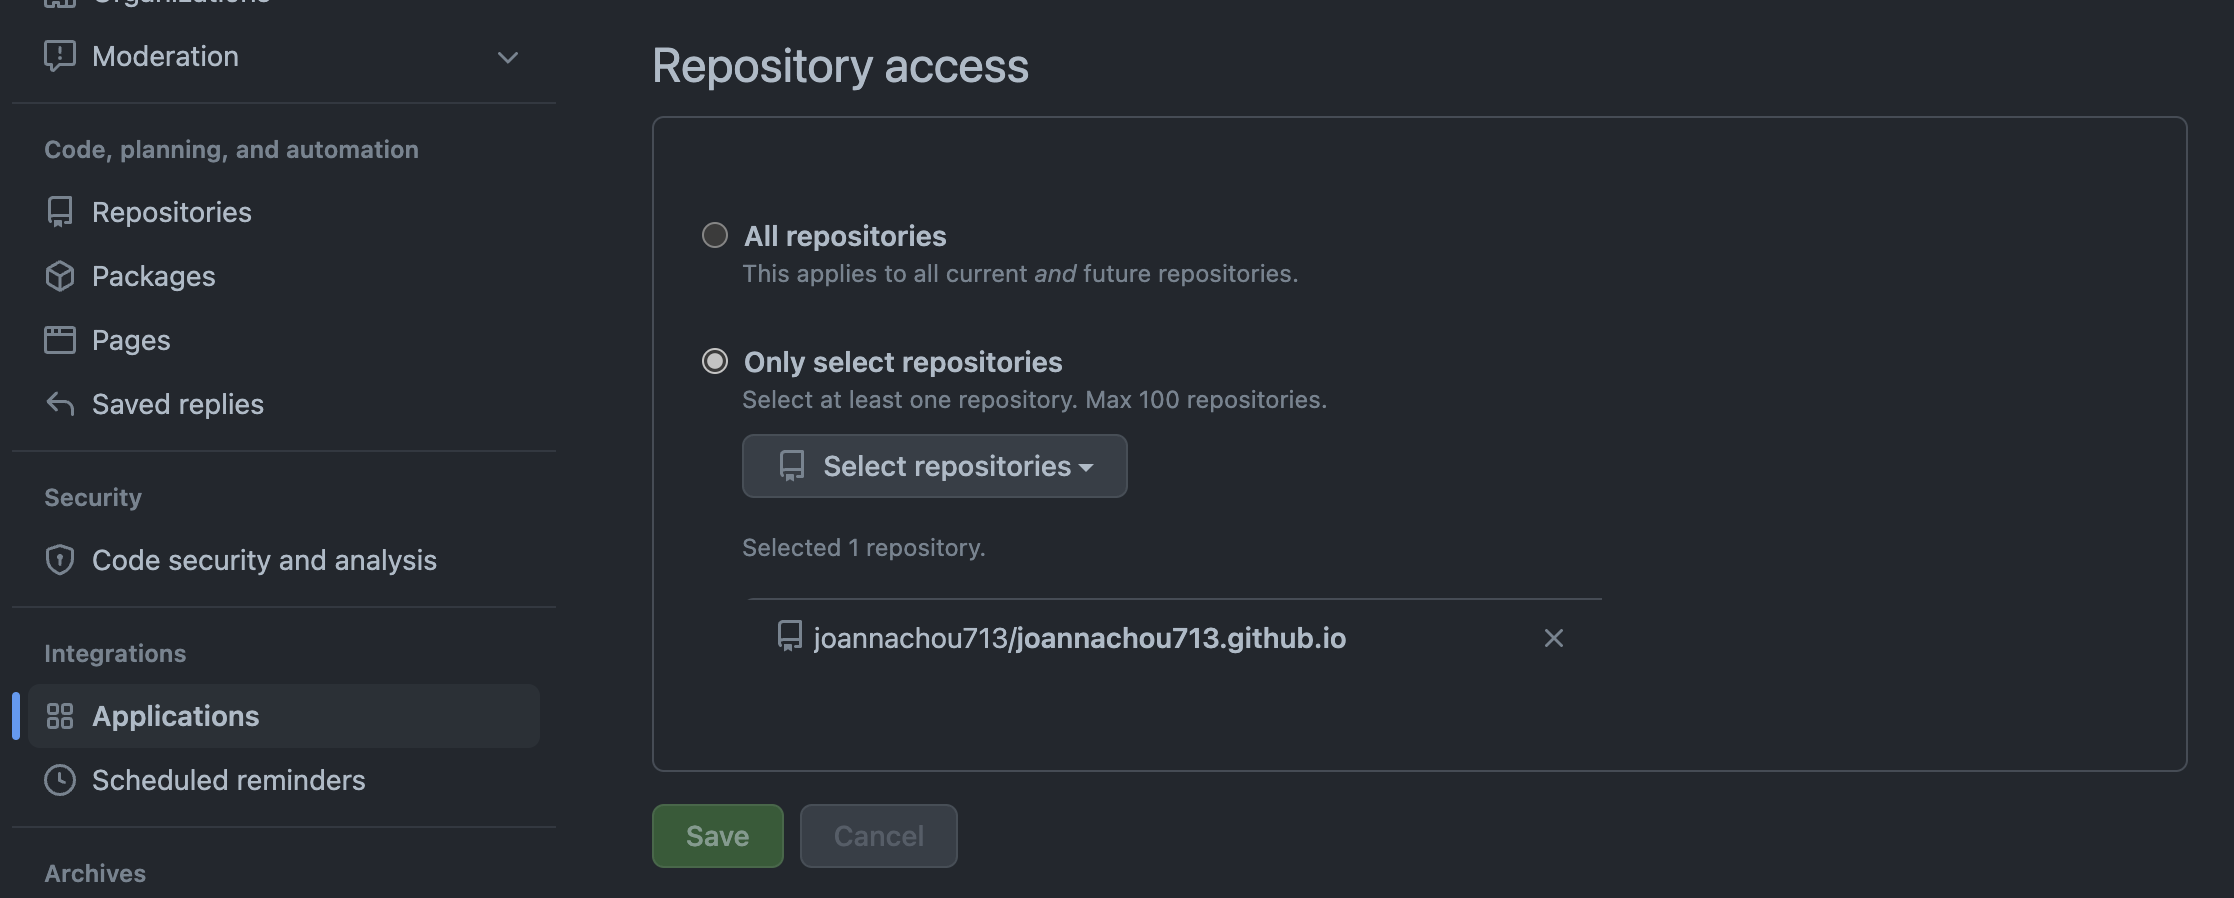 Organizations
Moderation
Code, planning, and automation
Repositories
Packages
Pages
Saved replies
Security
Code security and analysis
Integrations
Applications
Scheduled reminders
Archives
Repository access
All repositories
This applies to all current and future repositories.
Only select repositories
Select at least one repository. Max 100 repositories.
Select repositories
Selected 1 repository.
joannachou713/joannachou713.github.io
Save
Cancel